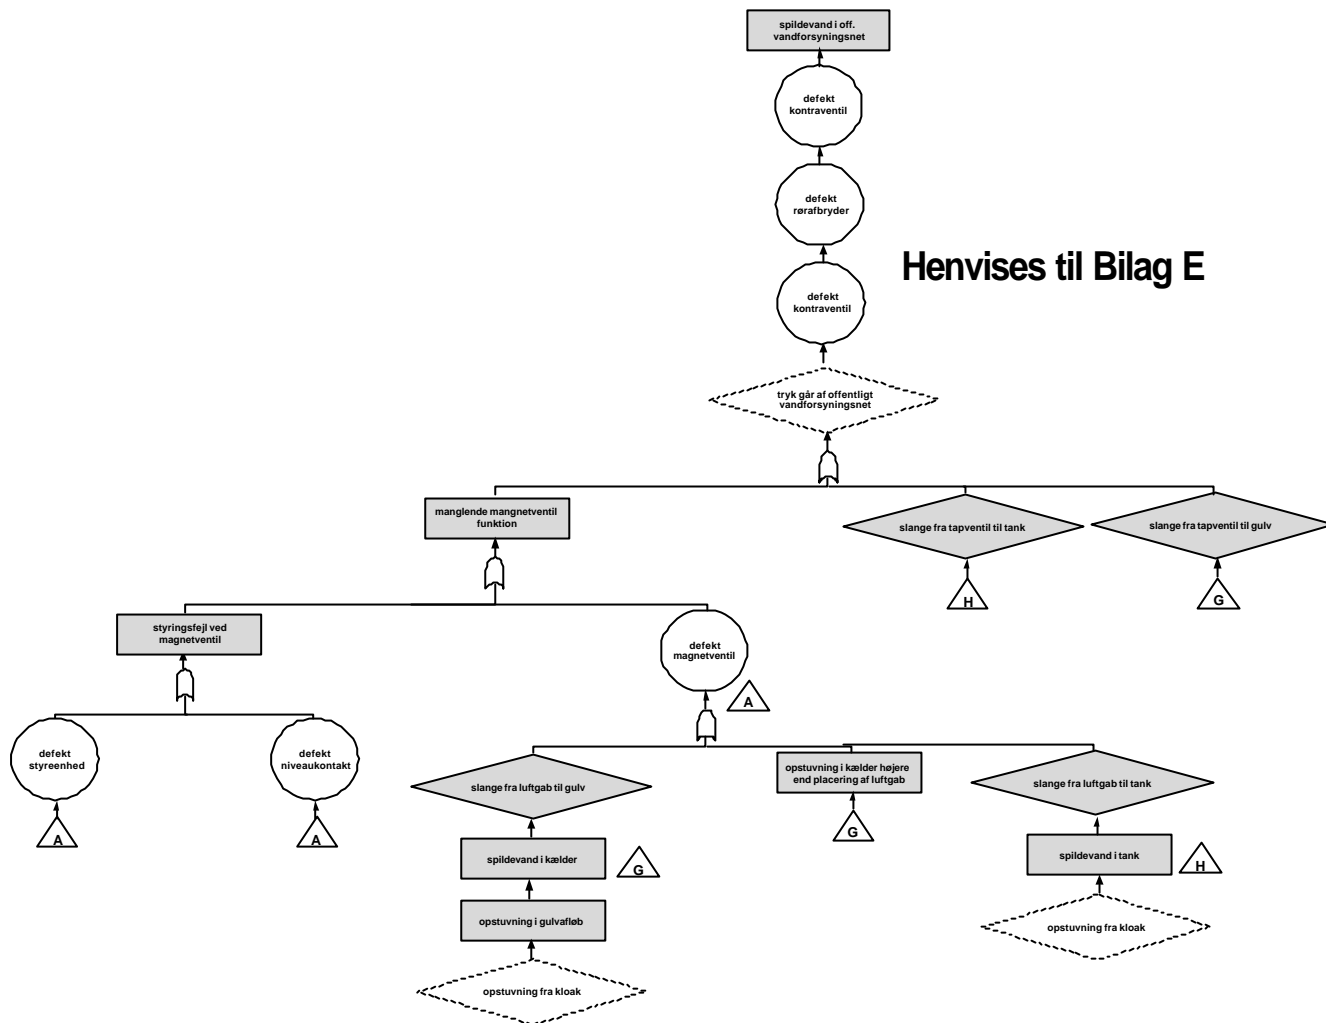 spildevand i off.
vandforsyningsnet
defekt
kontraventil
defekt
rørafbryder
Henvises til Bilag E
defekt
kontraventil
tryk går af offentligt
vandforsyningsnet
manglende mangnetventil
funktion
slange fra tapventil til tank
slange fra tapventil til gulv
H
G
styringsfejl ved
magnetventil
defekt
magnetventil
A
defekt
styreenhed
defekt
niveaukontakt
slange fra luftgab til gulv
opstuvning i kælder højere
end placering af luftgab
slange fra luftgab til tank
A
A
G
spildevand i kælder
G
spildevand i tank
H
opstuvning i gulvafløb
opstuvning fra kloak
opstuvning fra kloak